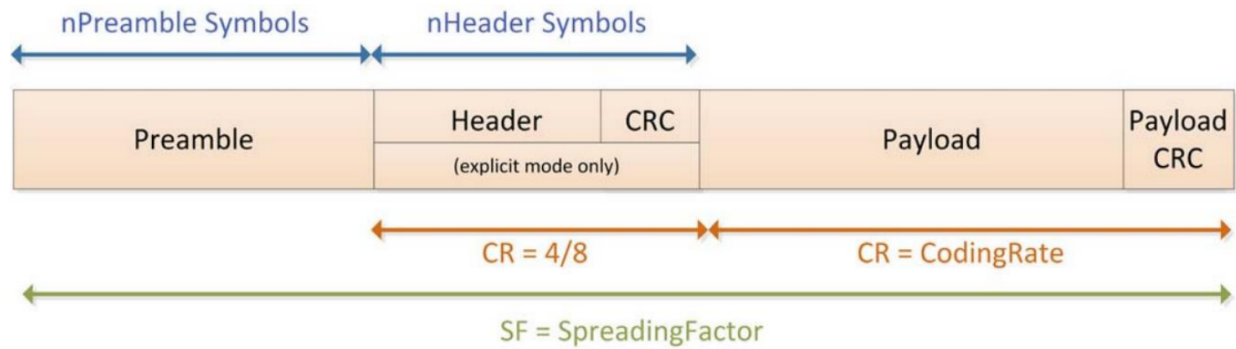 nPreamble Symbols
nHeader Symbols
Preamble
Header
CRC
(explicit mode only)
Payload
Payload
CRC
CR = 4/8
CR = CodingRate
SF = SpreadingFactor